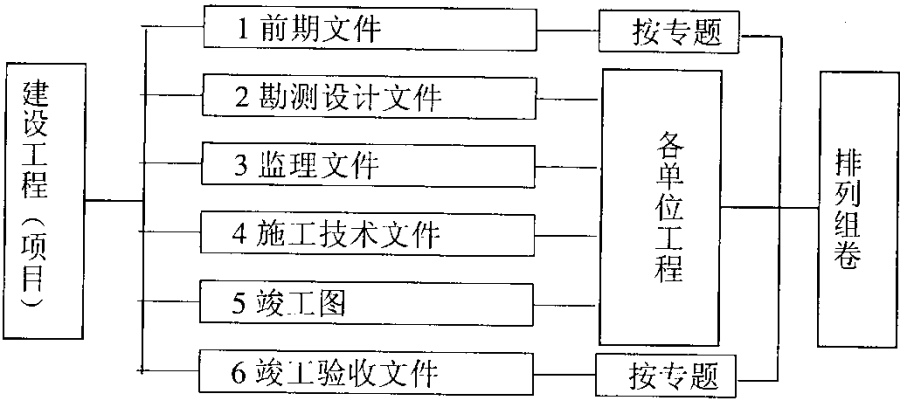 建设工程（项目）
1 前期文件
按专题
2 勘测设计文件
3 监理文件
4 施工技术文件
5 竣工图
各单位工程
6 竣工验收文件
按专题
排列组卷